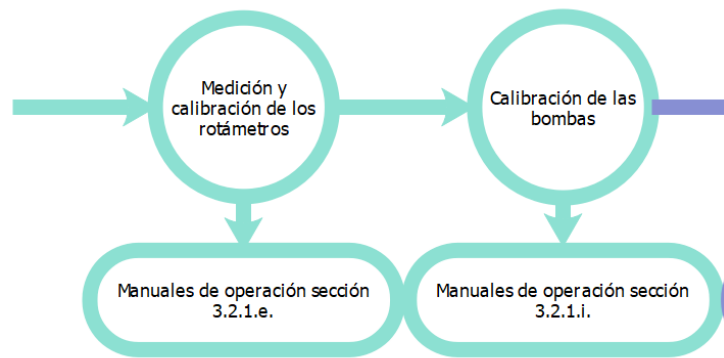 Medición y
calibración de los
rotámetros
Calibración de las
bombas
Manuales de operación sección
3.2.1.e.
Manuales de operación sección
3.2.1.i.